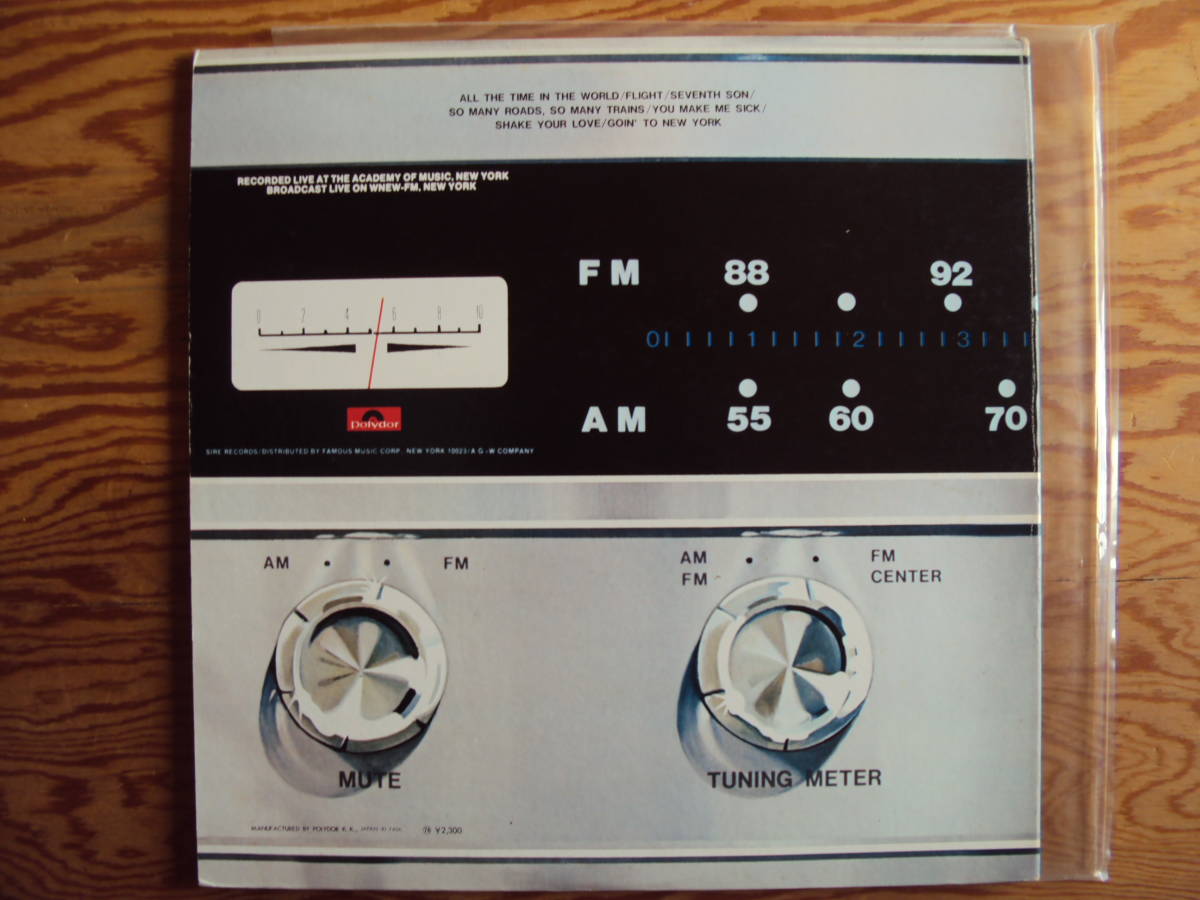 ALL THE TIME IN THE WORLD/FLIGHT/SEVENTH SON/
SO MANY ROADS, SO MANY TRAINS/YOU MAKE ME SICK/
SHAKE YOUR LOVE/GOIN' TO NEW YORK
RECORDED LIVE AT THE ACADEMY OF MUSIC, NEW YORK
BROADCAST LIVE ON WNEW-FM, NEW YORK
FM 88 92
0 2 4 6 8 10
0 1 2 3
AM 55 60 70
polydor
SIRE RECORDS/DISTRIBUTED BY FAMOUS MUSIC CORP. NEW YORK 10023/A G+W COMPANY
AM FM
AM FM
FM CENTER
MUTE
TUNING METER
MANUFACTURED BY POLYDOR K.K., JAPAN ¥2,300